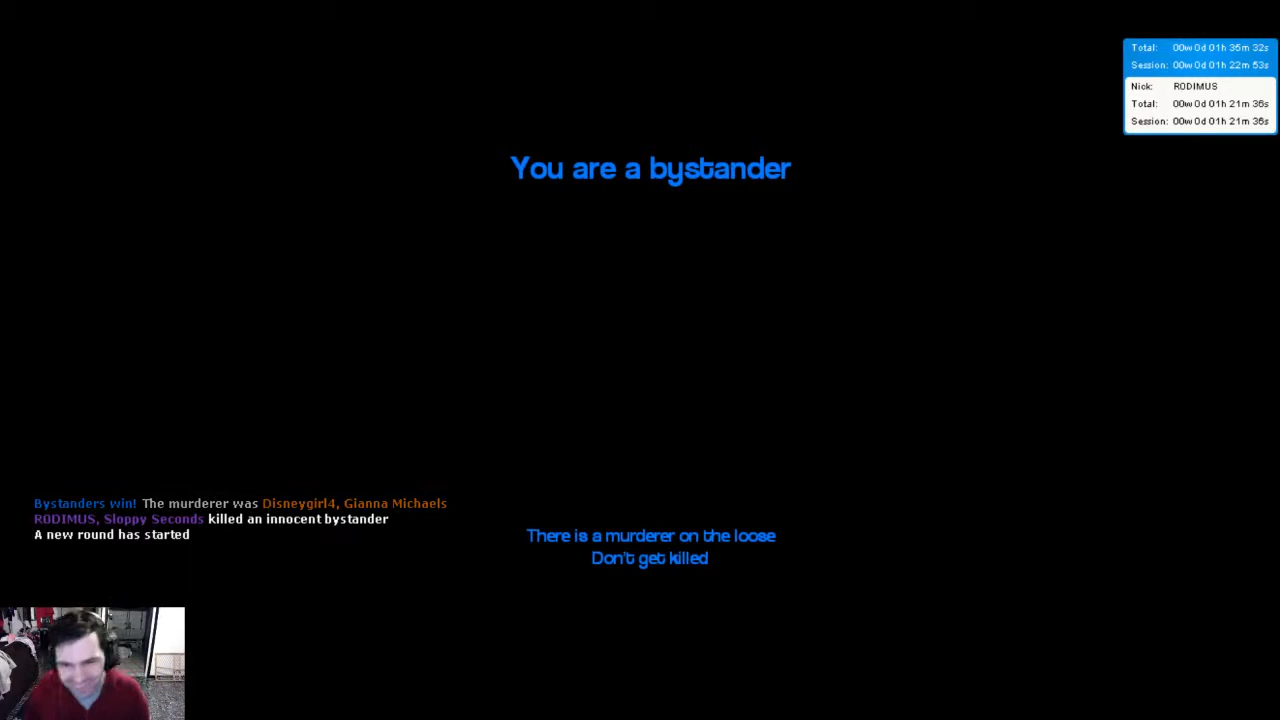 Total: 00w 0d 01h 35m 32s
Session: 00w 0d 01h 22m 53s
Nick: RODIMUS
Total: 00w 0d 01h 21m 36s
Session: 00w 0d 01h 21m 36s
You are a bystander
Bystanders win! The murderer was Disneygirl4, Gianna Michaels
RODIMUS, Sloppy Seconds killed an innocent bystander
A new round has started
There is a murderer on the loose
Don't get killed